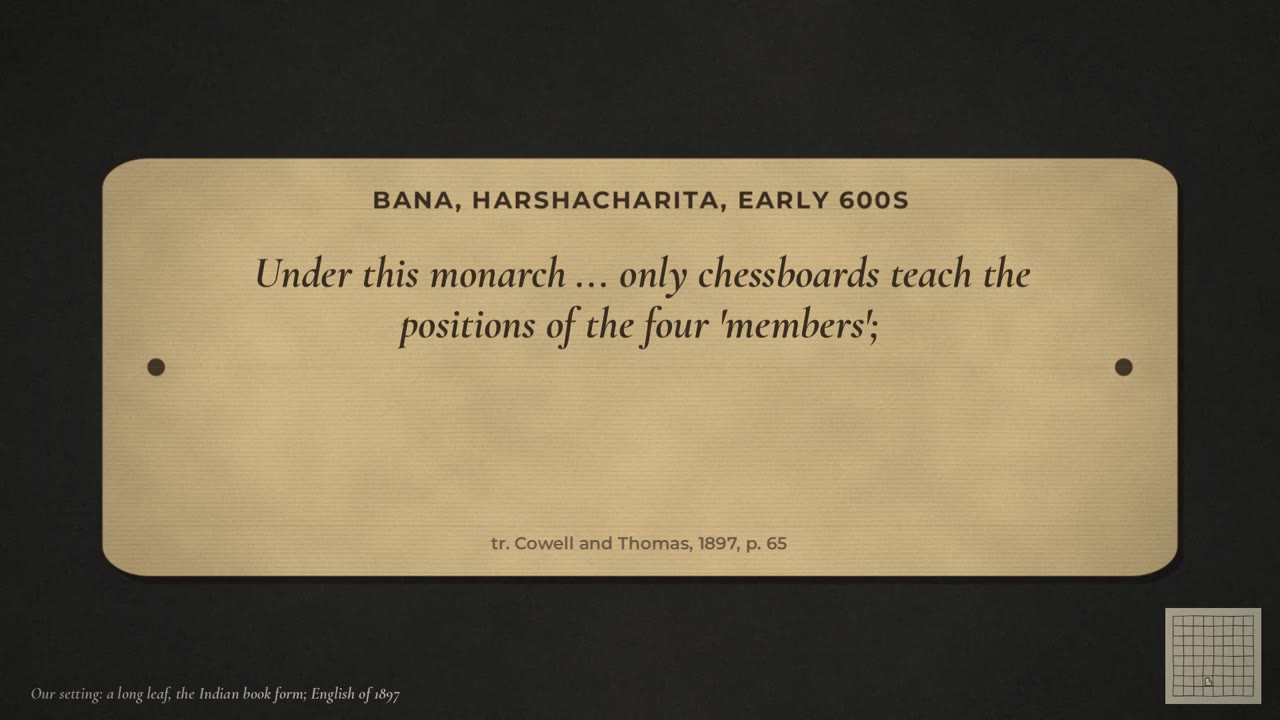 BANA, HARSHACHARITA, EARLY 600S
Under this monarch ... only chessboards teach the
positions of the four 'members';
tr. Cowell and Thomas, 1897, p. 65
Our setting: a long leaf, the Indian book form; English of 1897